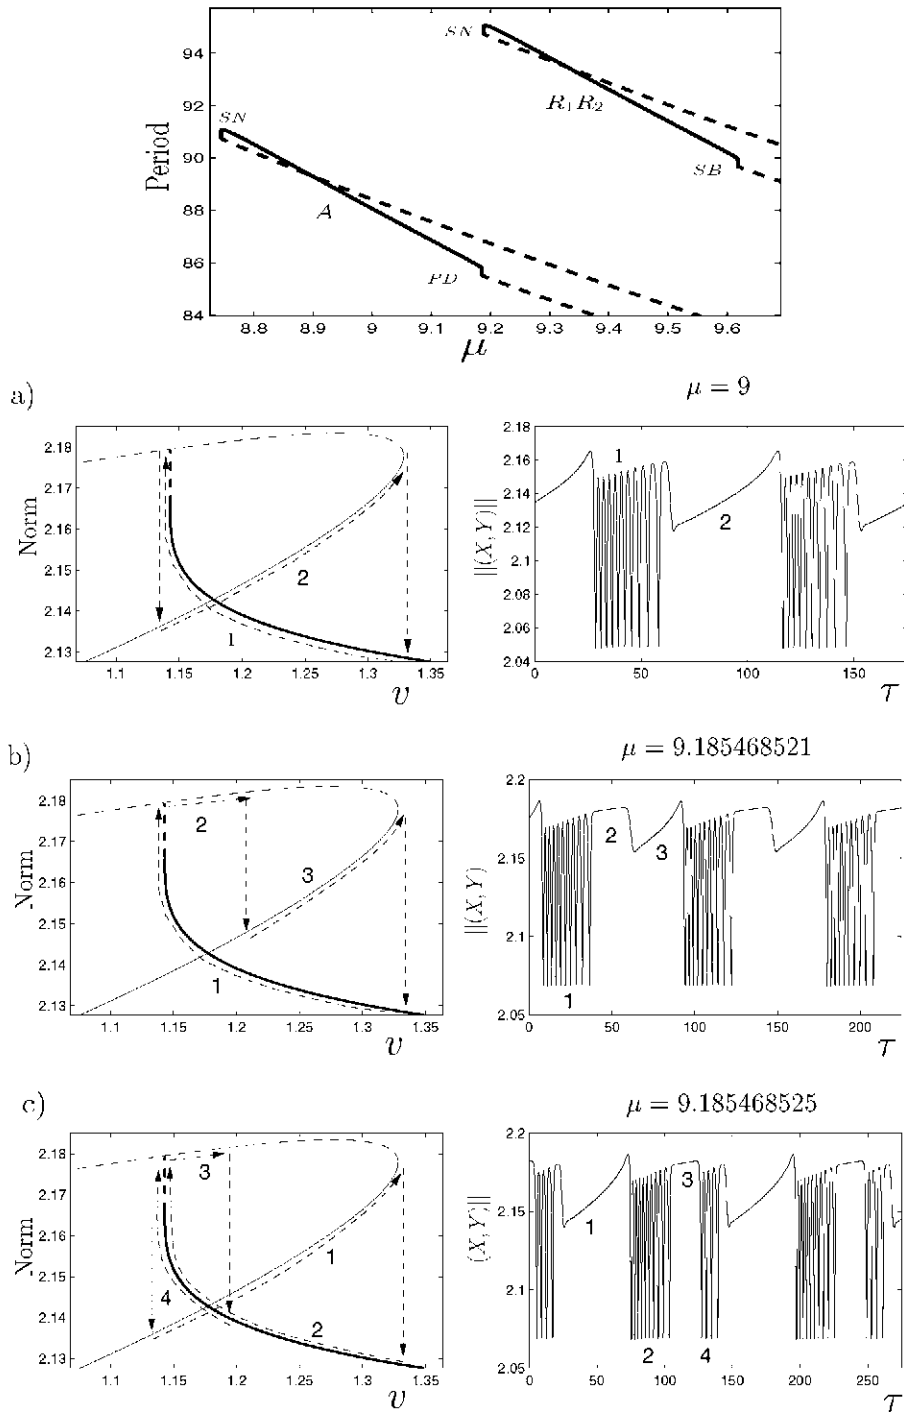 Period
94
92
90
88
86
84
SN
SN
R₁R₂
SB
A
PD
8.8 8.9 9 9.1 9.2 9.3 9.4 9.5 9.6
μ
a)
μ = 9
Norm
2.18
2.17
2.16
2.15
2.14
2.13
2
1
1.1 1.15 1.2 1.25 1.3 1.35
v
||(X,Y)||
2.18
2.16
2.14
2.12
2.1
2.08
2.06
2.04
1
2
0 50 100 150
τ
b)
μ = 9.185468521
Norm
2.18
2.17
2.16
2.15
2.14
2.13
2
3
1
1.1 1.15 1.2 1.25 1.3 1.35
v
||(X,Y)
2.2
2.15
2.1
2.05
2
3
1
0 50 100 150 200
τ
c)
μ = 9.185468525
Norm
2.18
2.17
2.16
2.15
2.14
2.13
3
1
4
2
1.1 1.15 1.2 1.25 1.3 1.35
v
(X,Y)||
2.2
2.15
2.1
2.05
3
1
2
4
0 50 100 150 200 250
τ